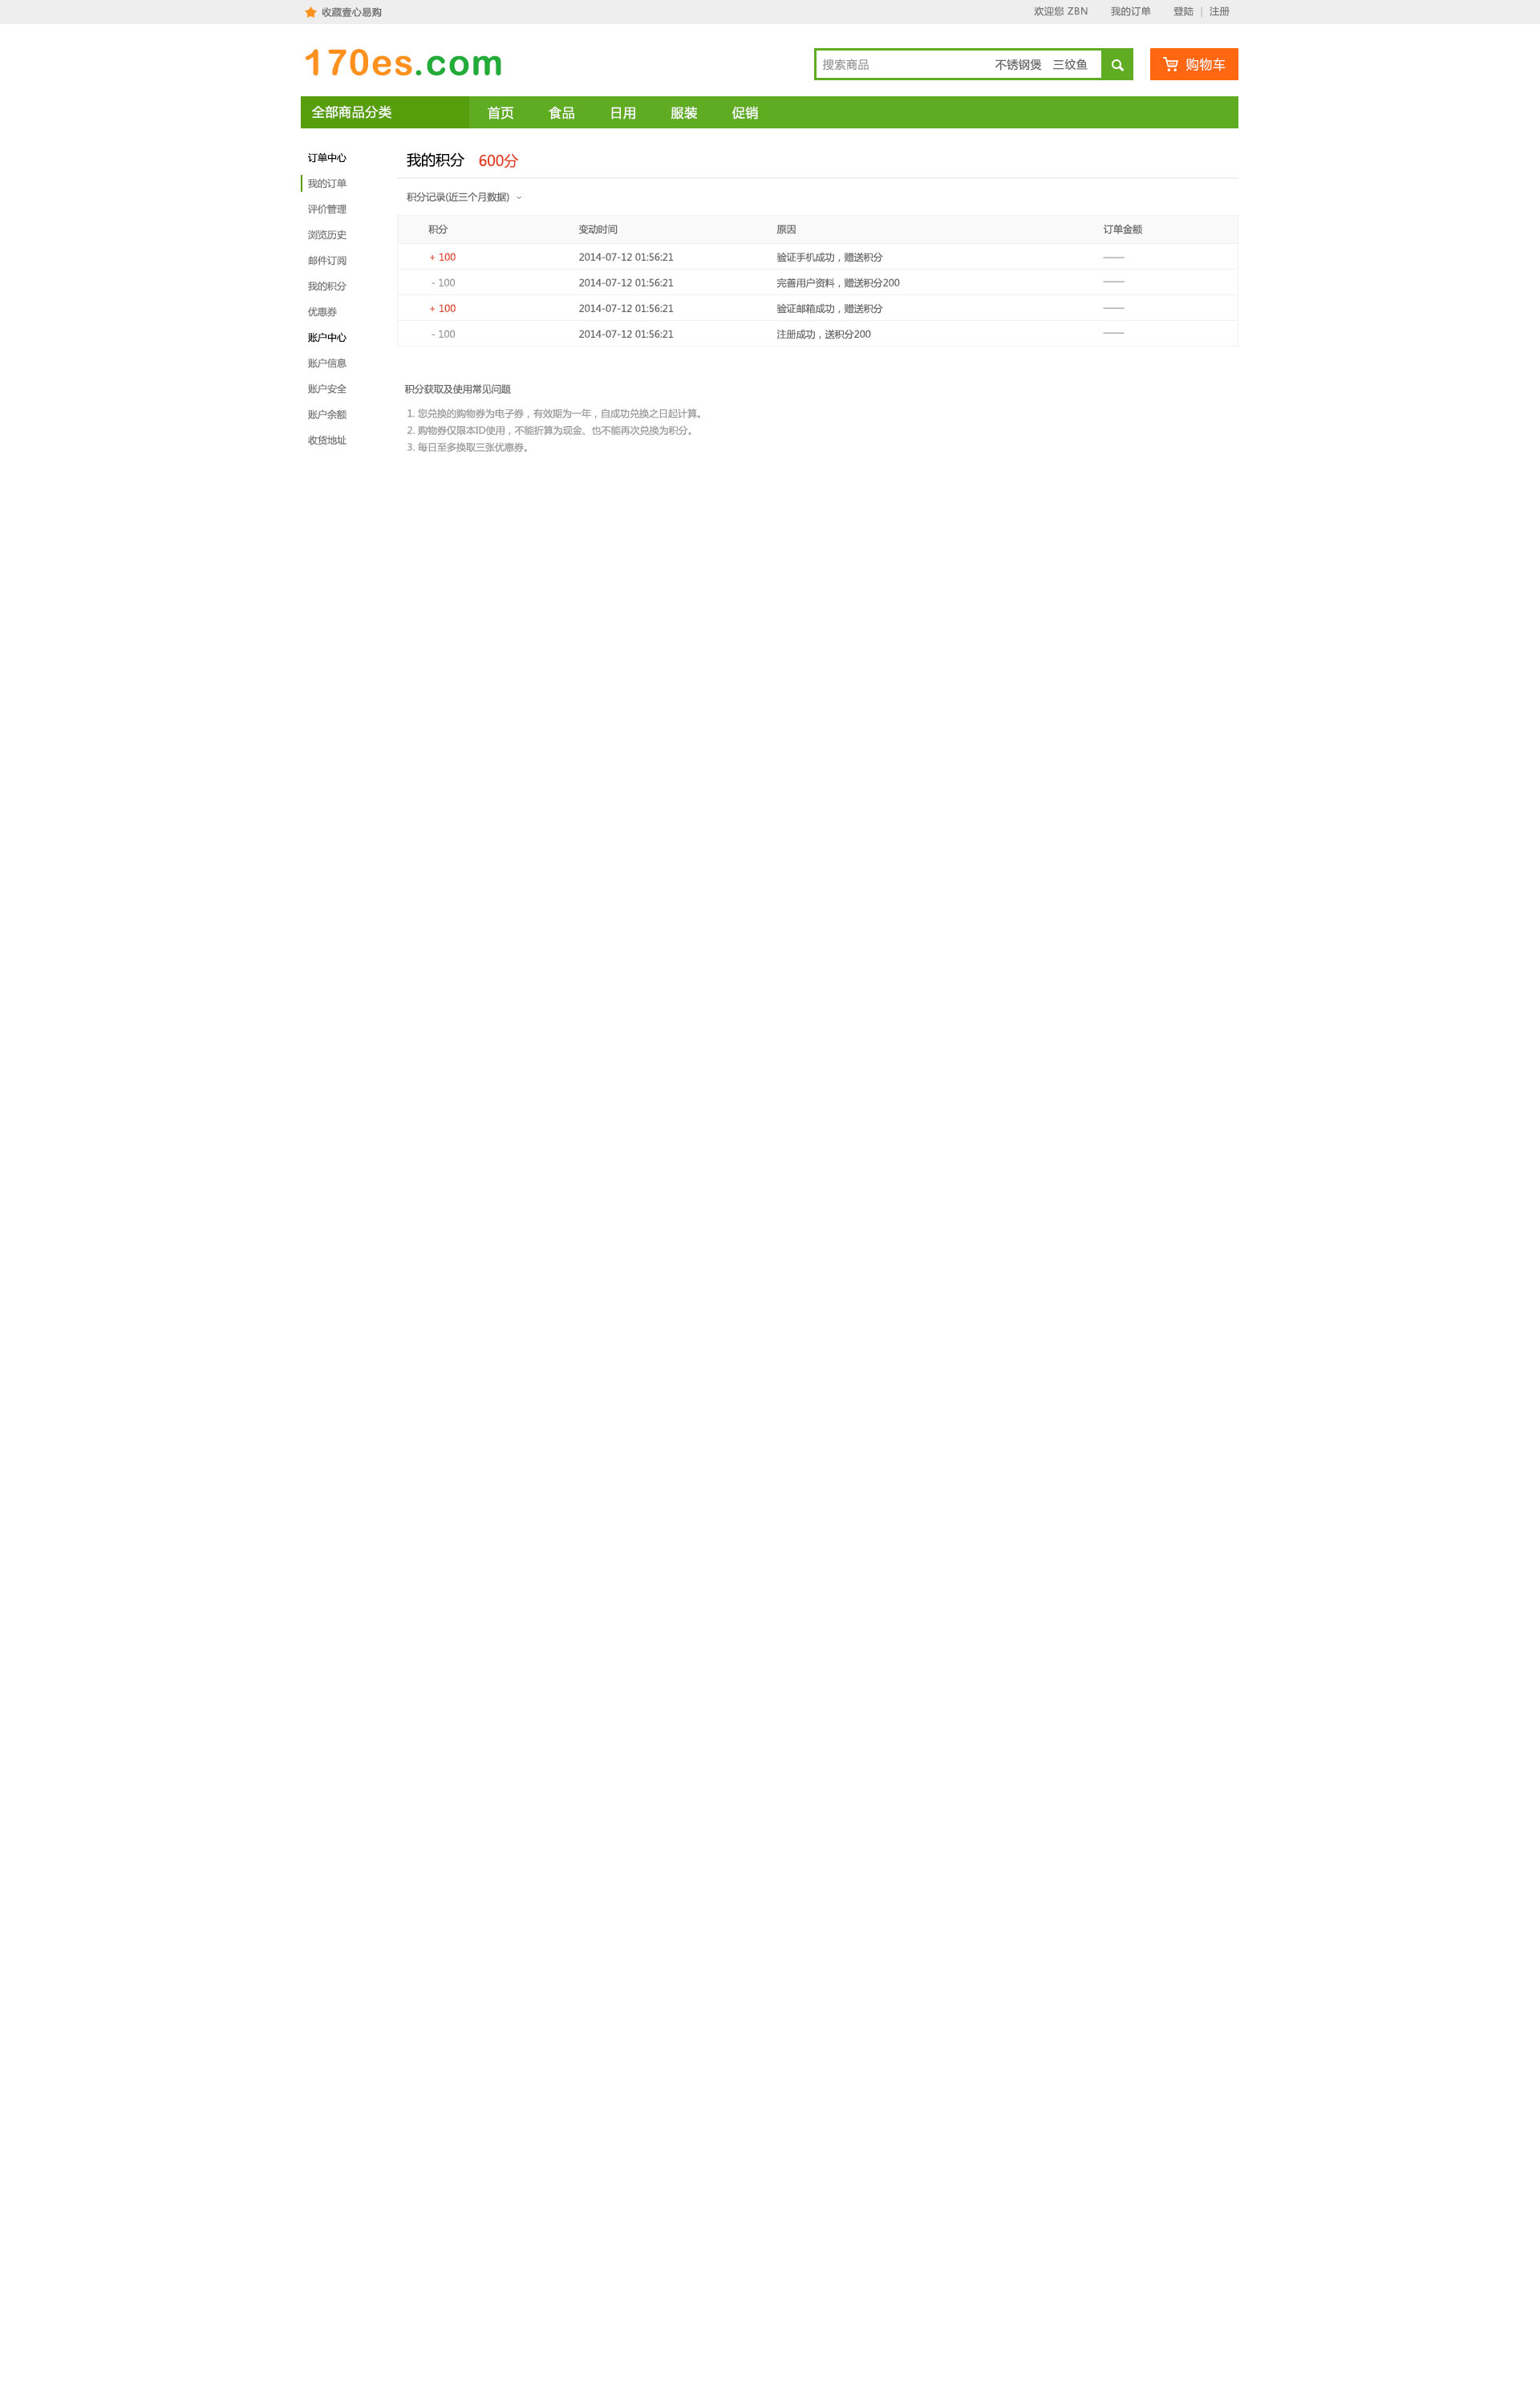 收藏壹心易购 欢迎您 ZBN 我的订单 登陆 | 注册
170es.com 搜索商品 不锈钢煲 三纹鱼 购物车
全部商品分类 首页 食品 日用 服装 促销
订单中心
我的订单
评价管理
浏览历史
邮件订阅
我的积分
优惠券
账户中心
账户信息
账户安全
账户余额
收货地址
我的积分 600分
积分记录(近三个月数据)
积分 变动时间 原因 订单金额
+ 100 2014-07-12 01:56:21 验证手机成功，赠送积分 ——
- 100 2014-07-12 01:56:21 完善用户资料，赠送积分200 ——
+ 100 2014-07-12 01:56:21 验证邮箱成功，赠送积分 ——
- 100 2014-07-12 01:56:21 注册成功，送积分200 ——
积分获取及使用常见问题
1. 您兑换的购物券为电子券，有效期为一年，自成功兑换之日起计算。
2. 购物券仅限本ID使用，不能折算为现金、也不能再次兑换为积分。
3. 每日至多换取三张优惠券。